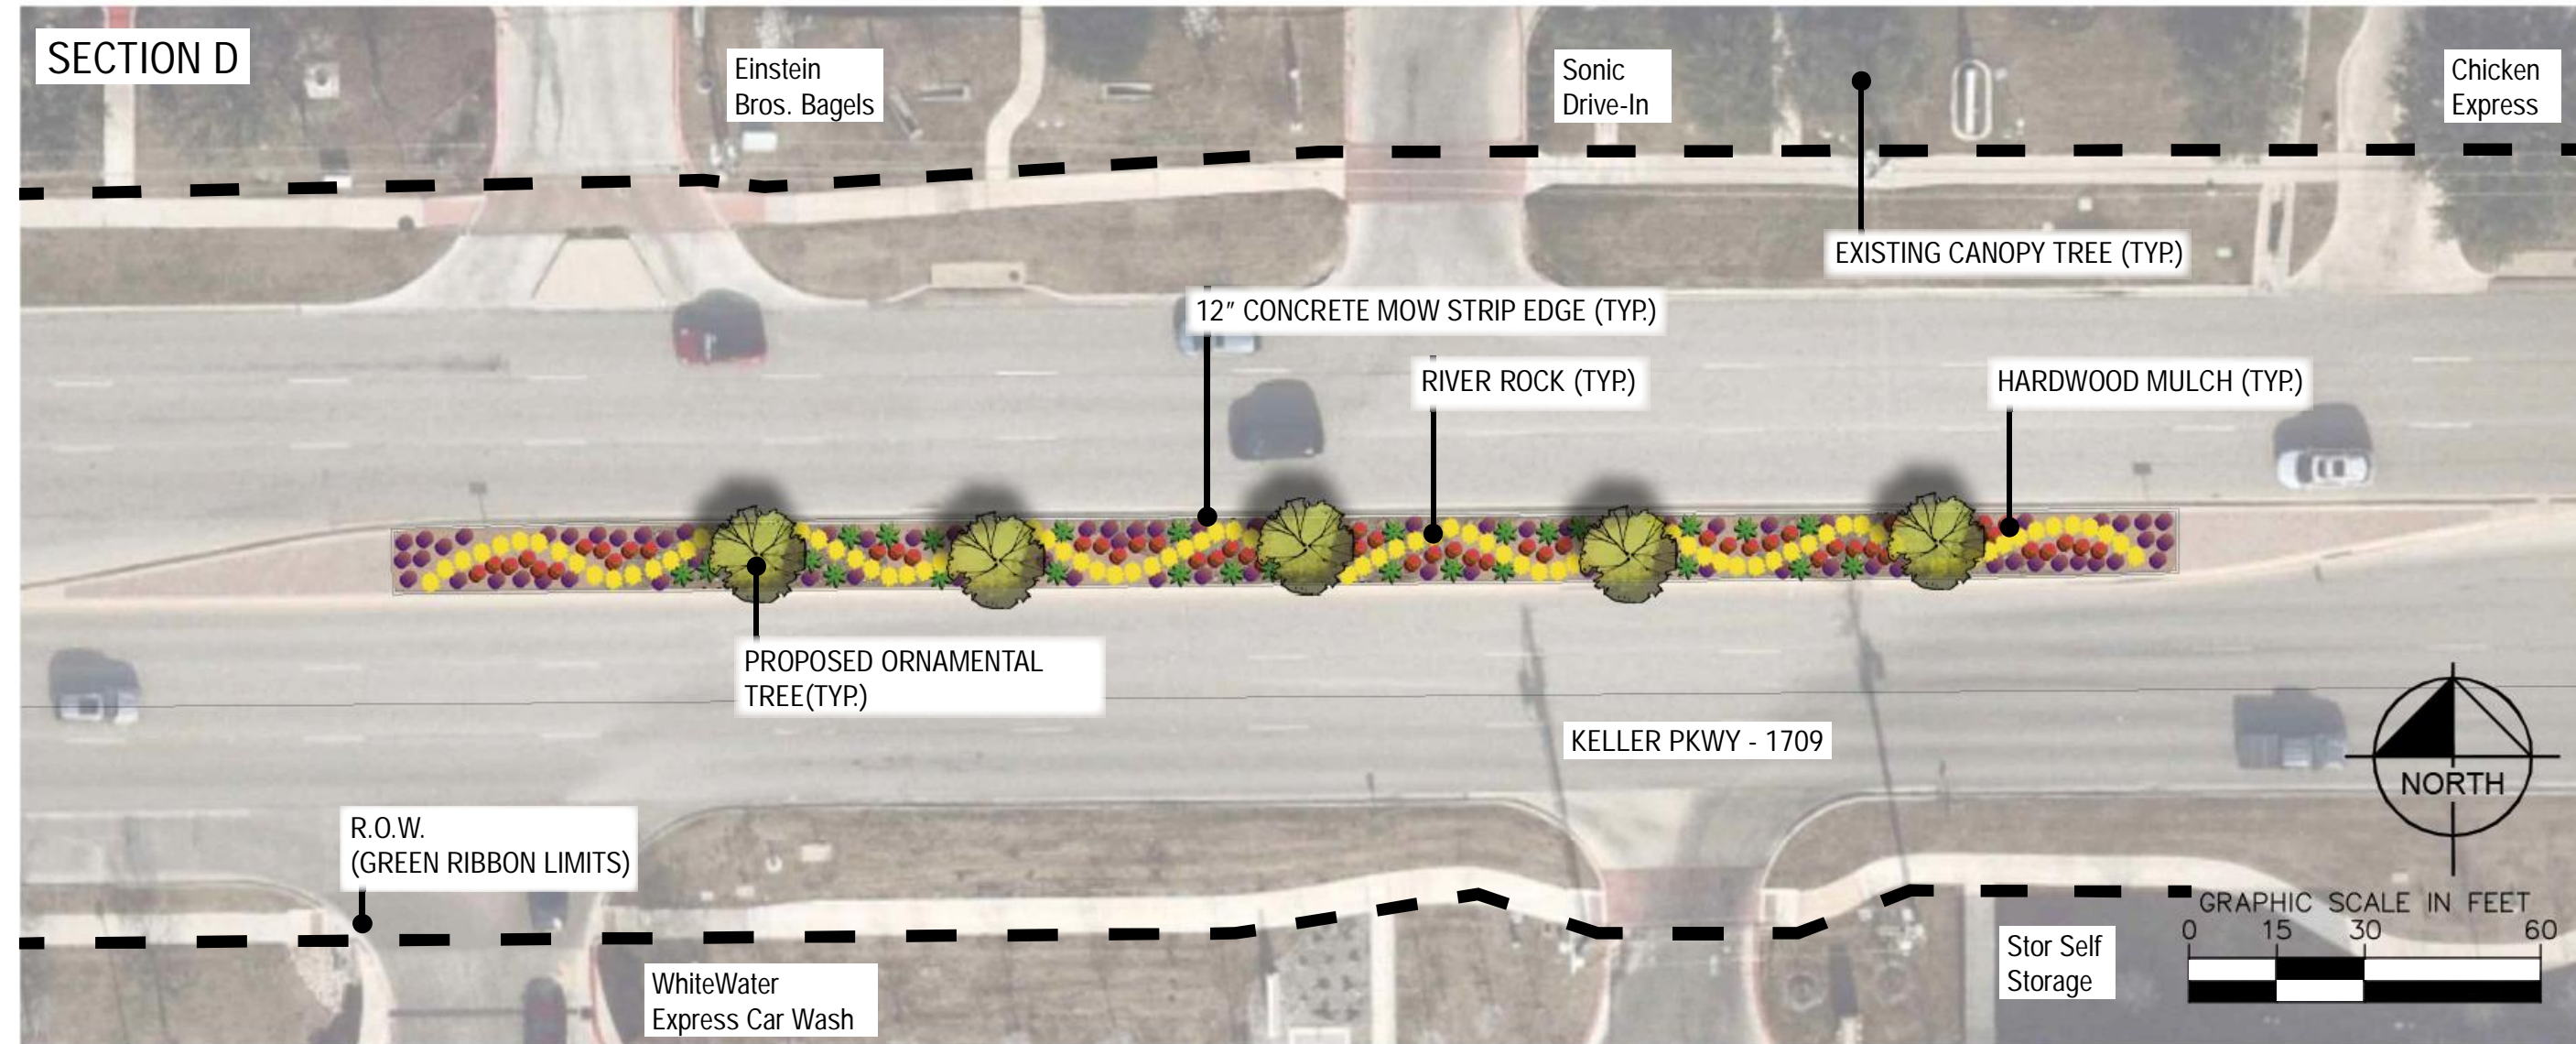 SECTION D
Einstein
Bros. Bagels
Sonic
Drive-In
Chicken
Express
EXISTING CANOPY TREE (TYP.)
12" CONCRETE MOW STRIP EDGE (TYP.)
RIVER ROCK (TYP.)
HARDWOOD MULCH (TYP.)
PROPOSED ORNAMENTAL
TREE(TYP.)
KELLER PKWY - 1709
NORTH
R.O.W.
(GREEN RIBBON LIMITS)
GRAPHIC SCALE IN FEET
0 15 30 60
Stor Self
Storage
WhiteWater
Express Car Wash